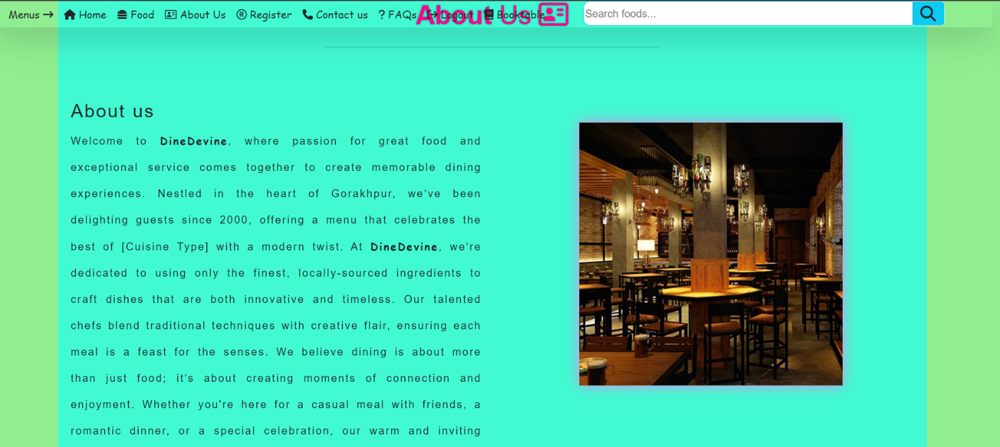 Menus → Home Food About Us Register Contact us ? FAQs Logout Booktable Search foods...
About Us
About us
Welcome to DineDevine, where passion for great food and
exceptional service comes together to create memorable dining
experiences. Nestled in the heart of Gorakhpur, we’ve been
delighting guests since 2000, offering a menu that celebrates the
best of [Cuisine Type] with a modern twist. At DineDevine, we’re
dedicated to using only the finest, locally-sourced ingredients to
craft dishes that are both innovative and timeless. Our talented
chefs blend traditional techniques with creative flair, ensuring each
meal is a feast for the senses. We believe dining is about more
than just food; it’s about creating moments of connection and
enjoyment. Whether you're here for a casual meal with friends, a
romantic dinner, or a special celebration, our warm and inviting